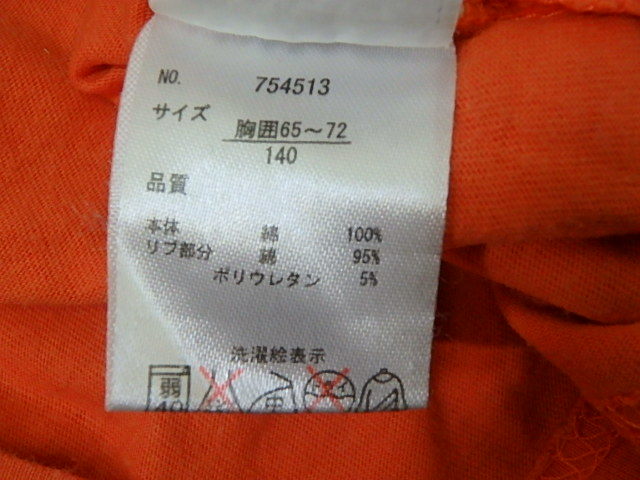 NO. 754513
サイズ 胸囲65~72
140
品質
本体 綿 100%
リブ部分 綿 95%
ポリウレタン 5%
洗濯絵表示
弱
40